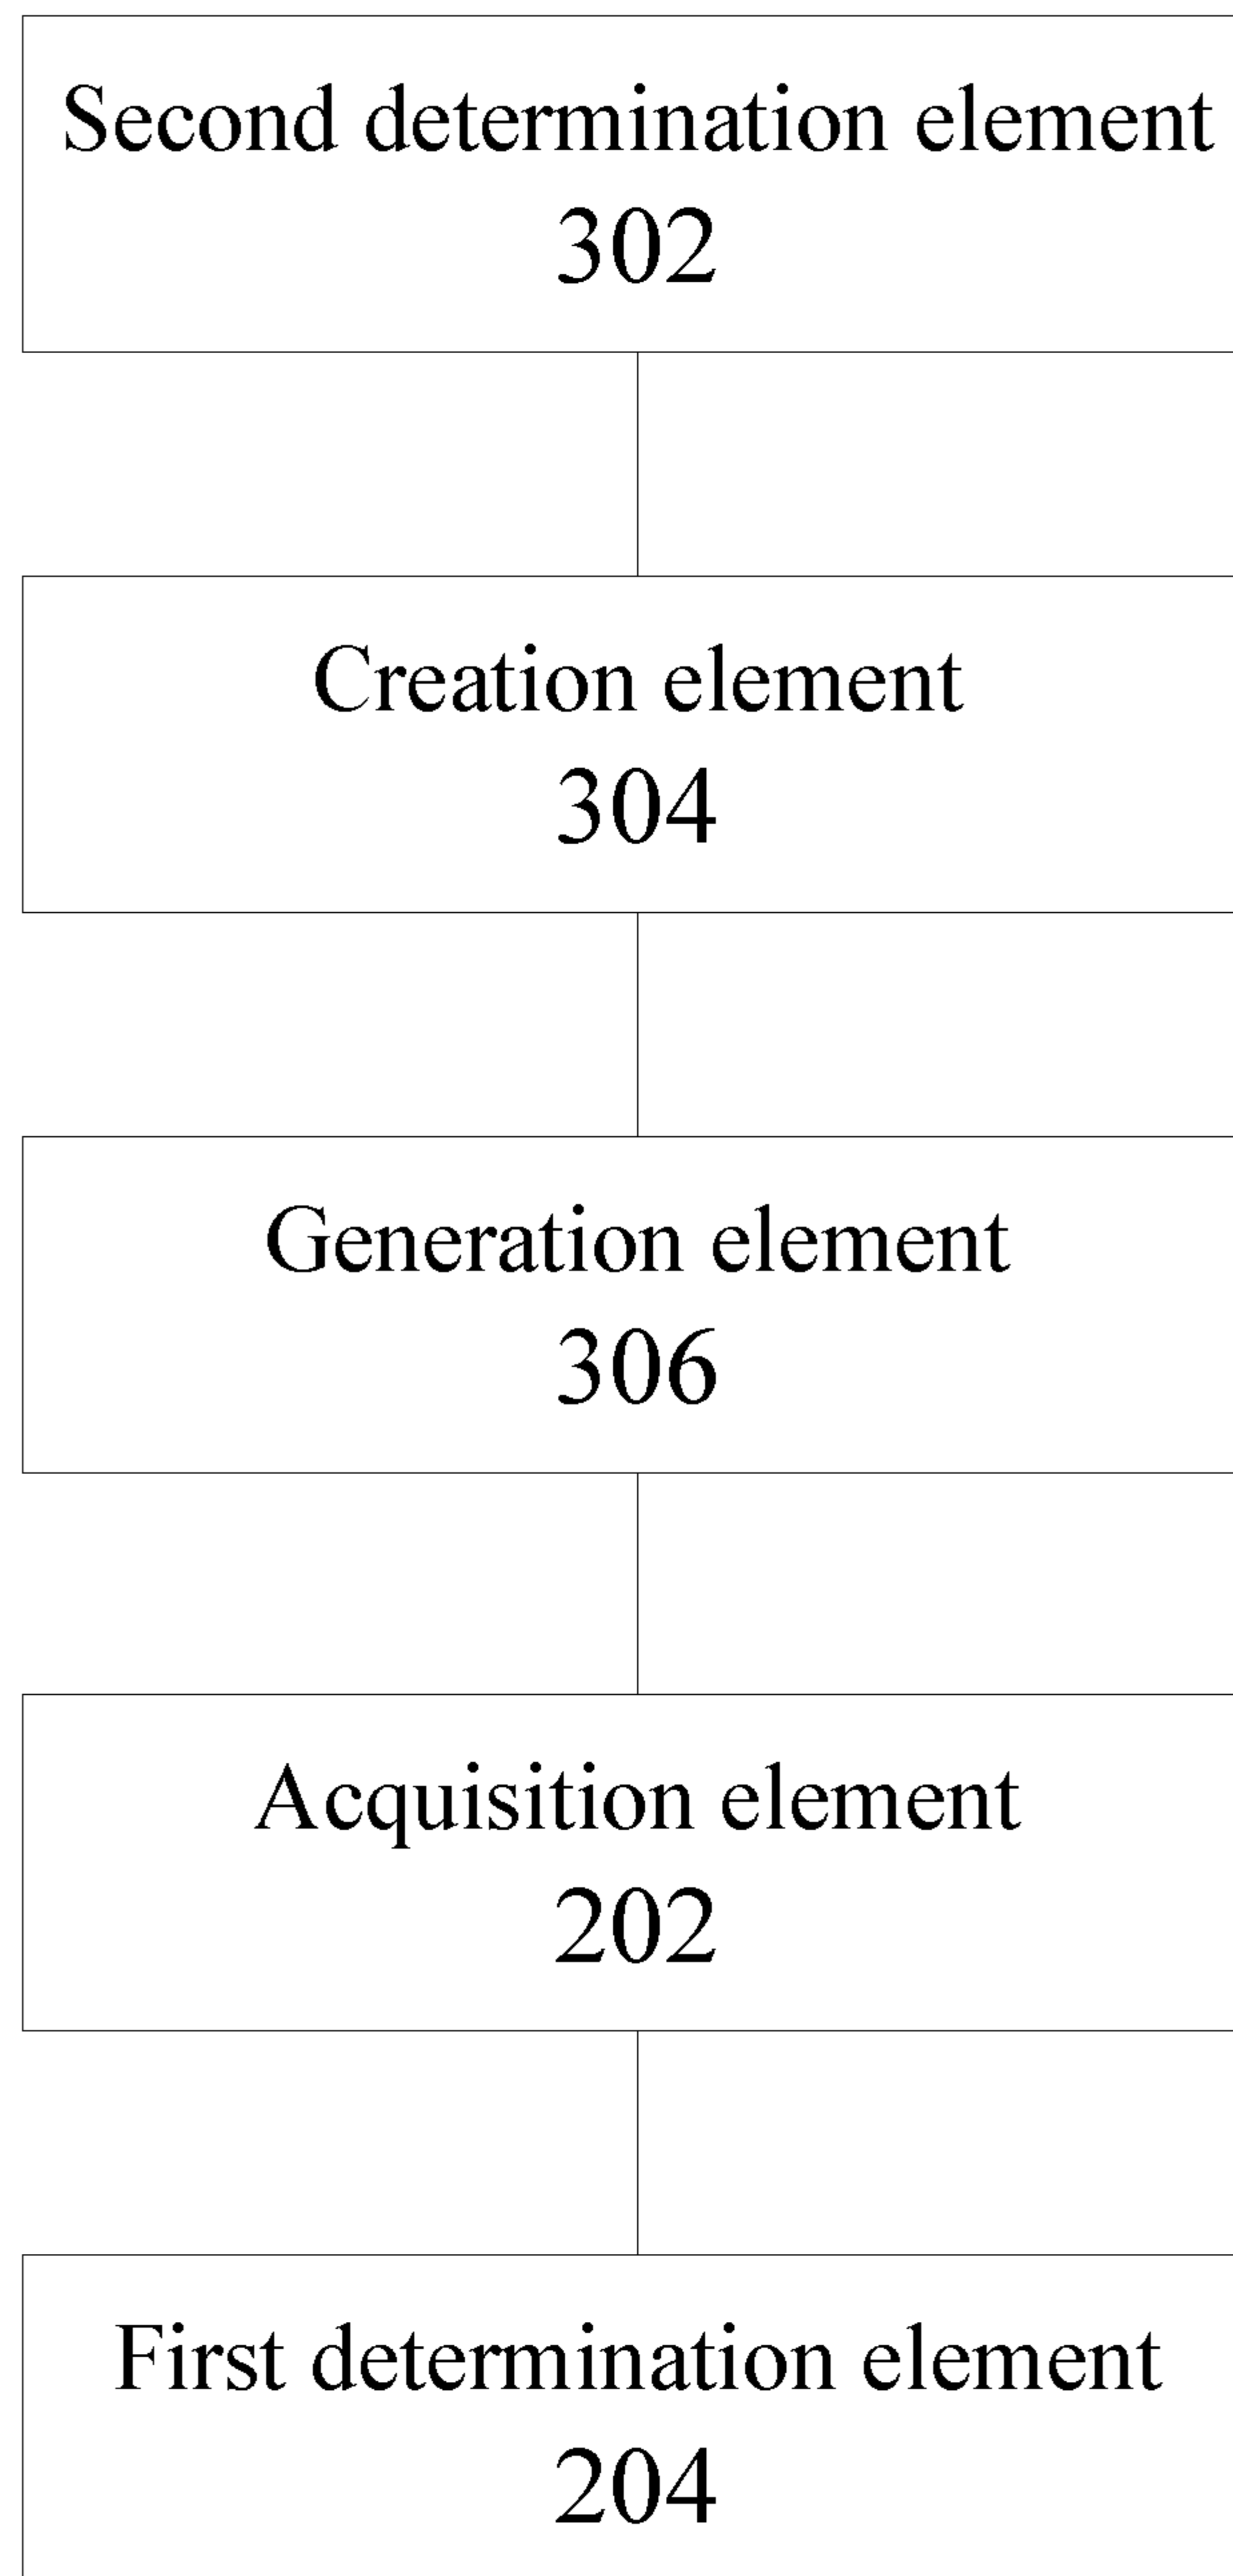 Second determination element
302
Creation element
304
Generation element
306
Acquisition element
202
First determination element
204